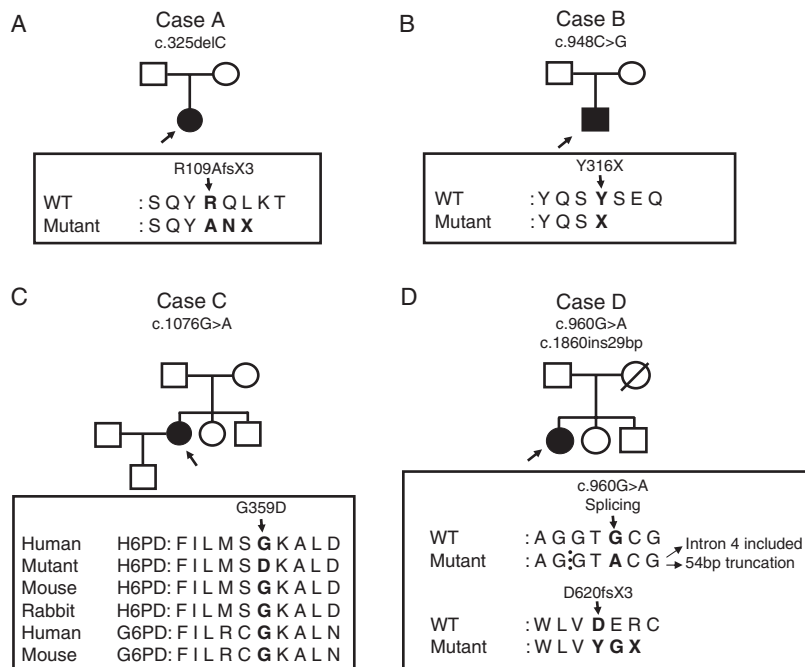 A
Case A
c.325delC
R109AfsX3
WT :S Q Y R Q L K T
Mutant :S Q Y A N X
B
Case B
c.948C>G
Y316X
WT :Y Q S Y S E Q
Mutant :Y Q S X
C
Case C
c.1076G>A
G359D
Human H6PD: F I L M S G K A L D
Mutant H6PD: F I L M S D K A L D
Mouse H6PD: F I L M S G K A L D
Rabbit H6PD: F I L M S G K A L D
Human G6PD: F I L R C G K A L N
Mouse G6PD: F I L R C G K A L N
D
Case D
c.960G>A
c.1860ins29bp
c.960G>A
Splicing
WT :A G G T G C G
Mutant :A G G T A C G
Intron 4 included
54bp truncation
D620fsX3
WT :W L V D E R C
Mutant :W L V Y G X